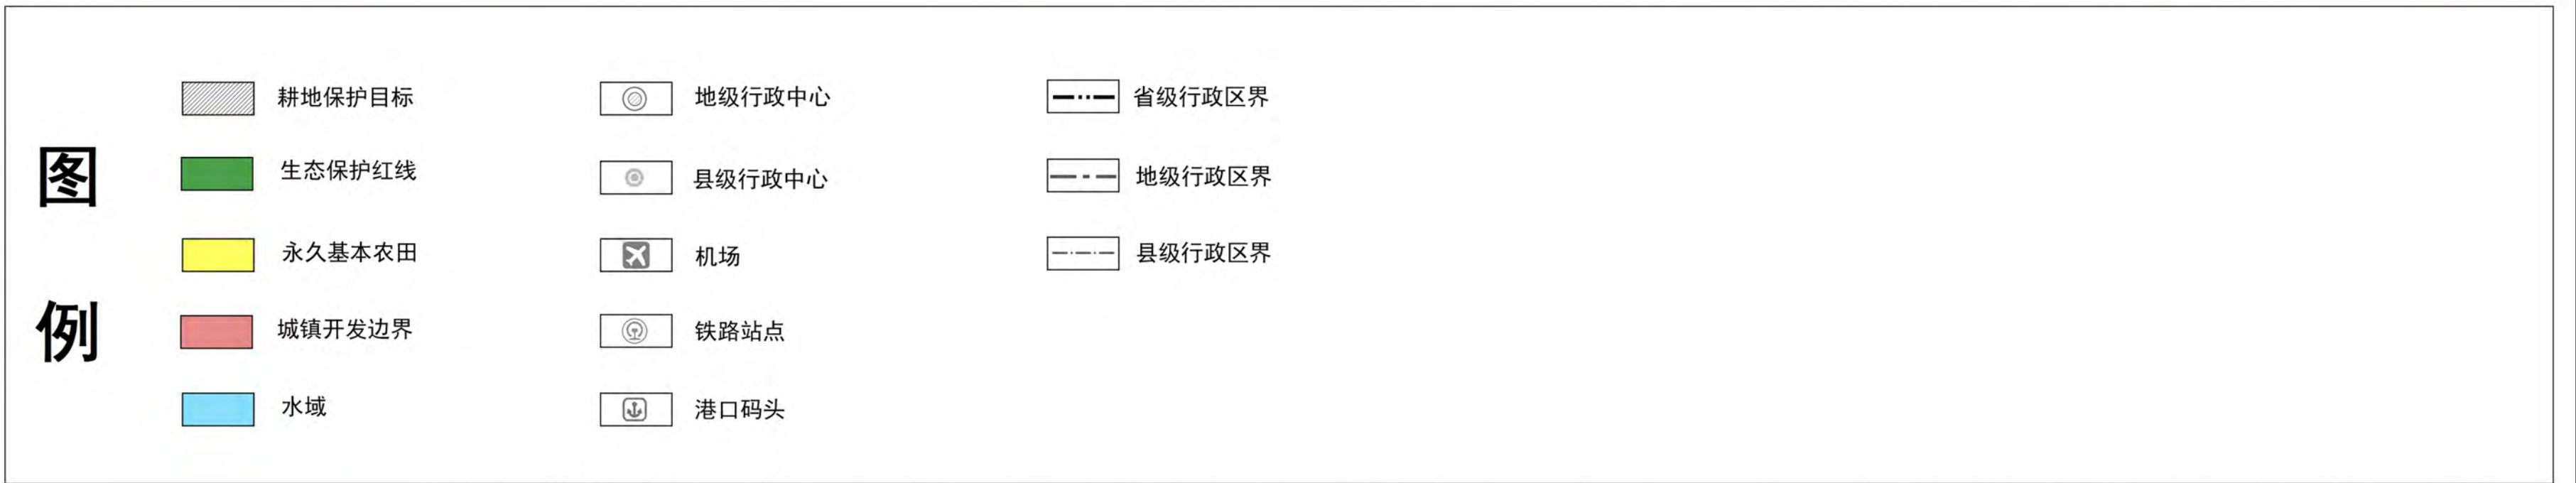 图例
耕地保护目标
生态保护红线
永久基本农田
城镇开发边界
水域
地级行政中心
县级行政中心
机场
铁路站点
港口码头
省级行政区界
地级行政区界
县级行政区界